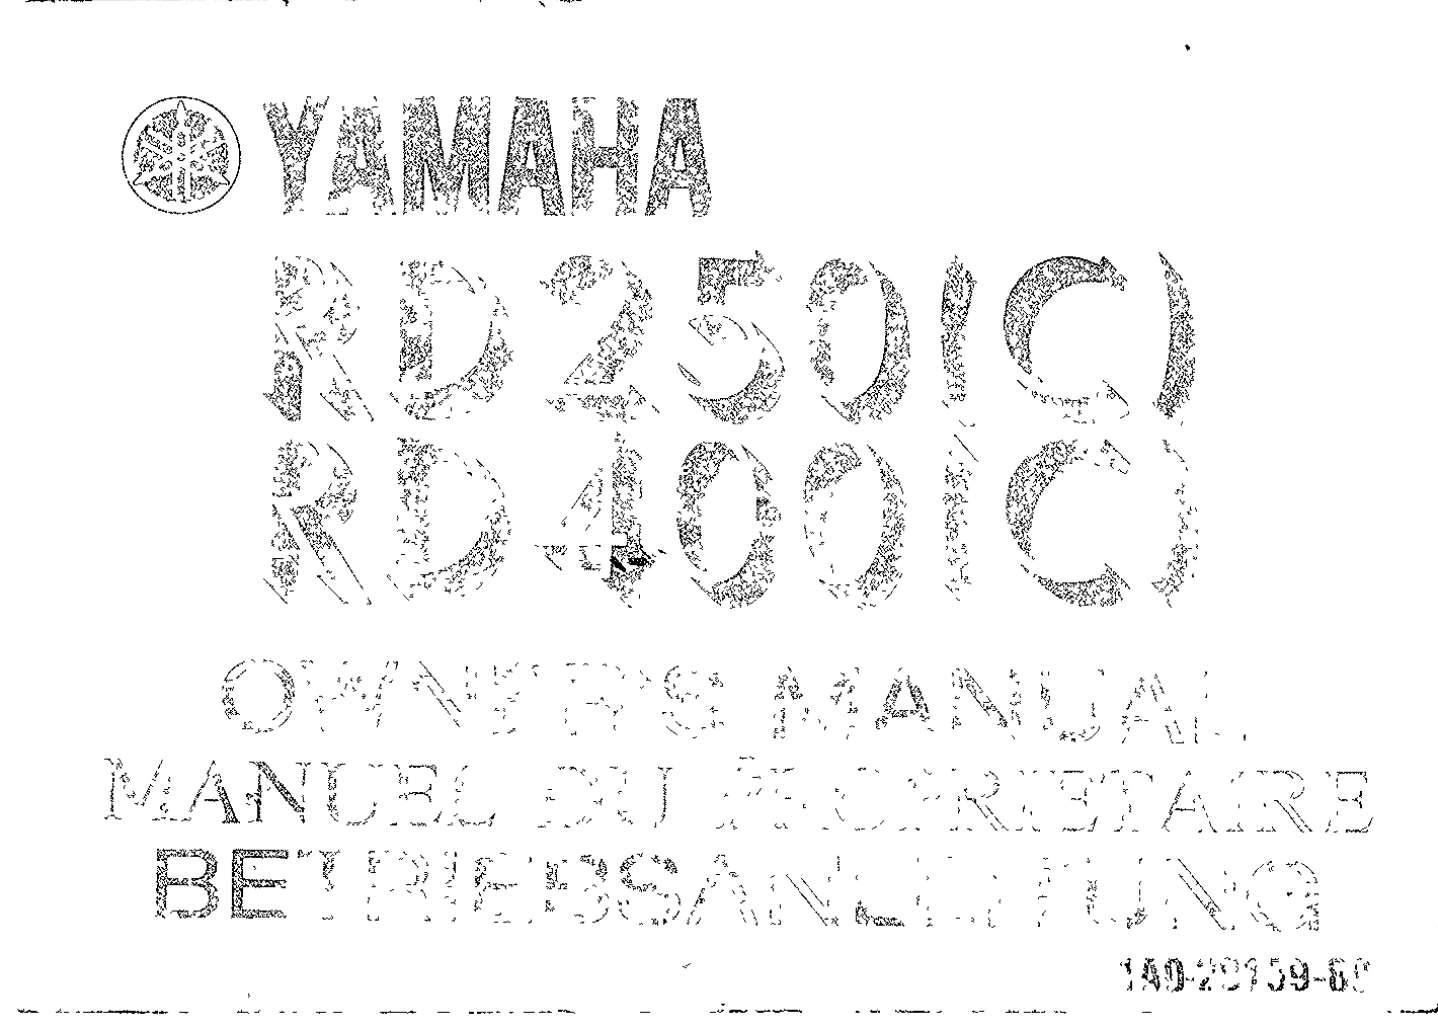 YAMAHA
RD250(C)
RD400(C)
OWNER'S MANUAL
MANUEL DU PROPRIETAIRE
BETRIEBSANLEITUNG